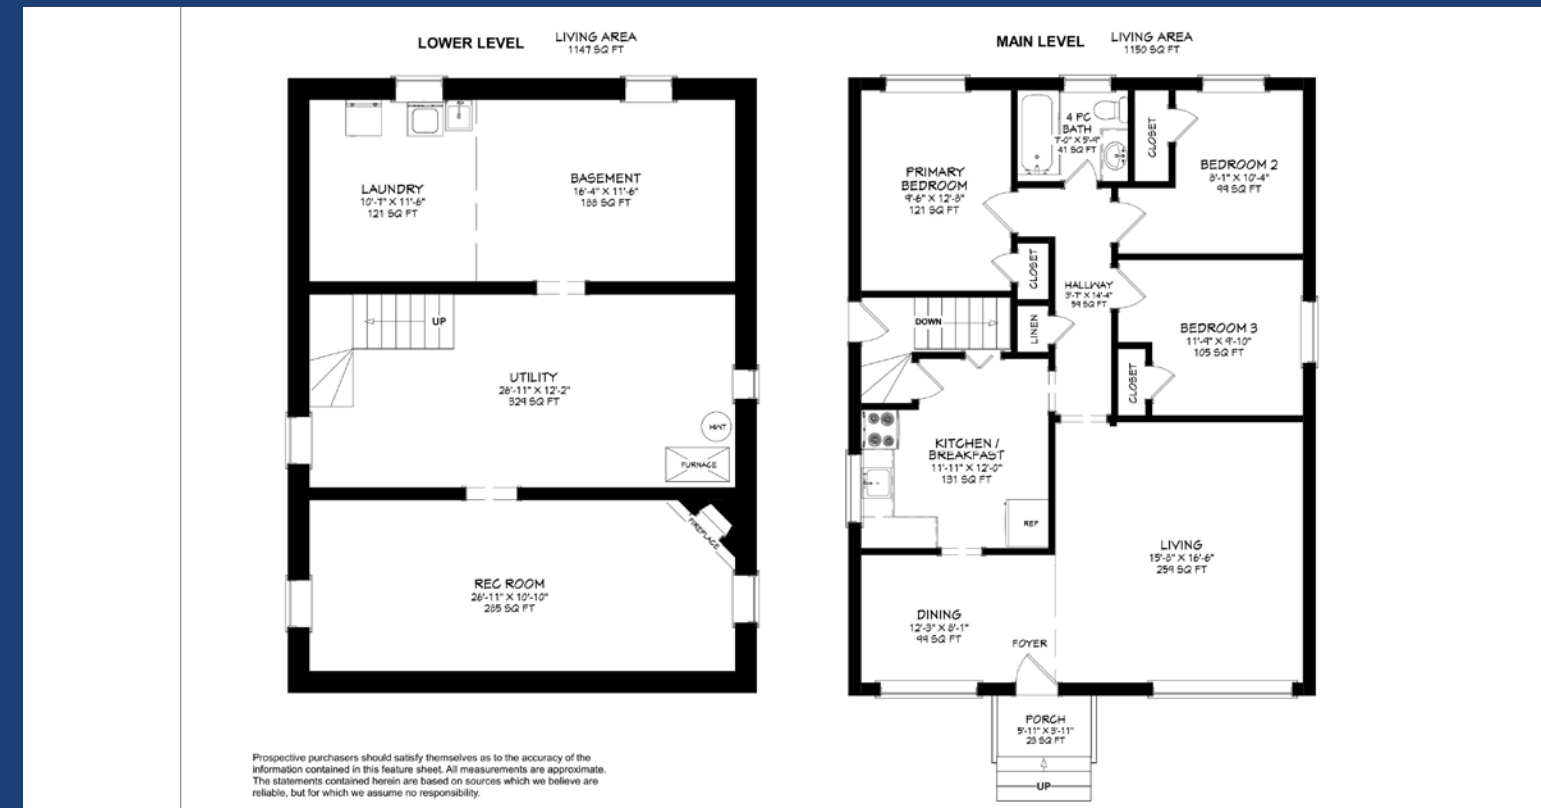 LOWER LEVEL
LIVING AREA
1147 SQ FT
LAUNDRY
10'-7" X 11'-6"
121 SQ FT
BASEMENT
16'-4" X 11'-6"
188 SQ FT
UP
UTILITY
26'-11" X 12'-2"
329 SQ FT
HWT
FURNACE
FIREPLACE
REC ROOM
26'-11" X 10'-10"
285 SQ FT
MAIN LEVEL
LIVING AREA
1150 SQ FT
4 PC
BATH
7'-0" X 5'-9"
41 SQ FT
CLOSET
BEDROOM 2
8'-1" X 10'-4"
99 SQ FT
PRIMARY
BEDROOM
9'-6" X 12'-8"
121 SQ FT
CLOSET
HALLWAY
3'-7" X 14'-4"
59 SQ FT
DOWN
LINEN
BEDROOM 3
11'-9" X 9'-10"
105 SQ FT
CLOSET
KITCHEN /
BREAKFAST
11'-11" X 12'-0"
131 SQ FT
REF
LIVING
15'-8" X 16'-6"
259 SQ FT
DINING
12'-3" X 8'-1"
99 SQ FT
FOYER
PORCH
5'-11" X 3'-11"
23 SQ FT
UP
Prospective purchasers should satisfy themselves as to the accuracy of the
information contained in this feature sheet. All measurements are approximate.
The statements contained herein are based on sources which we believe are
reliable, but for which we assume no responsibility.